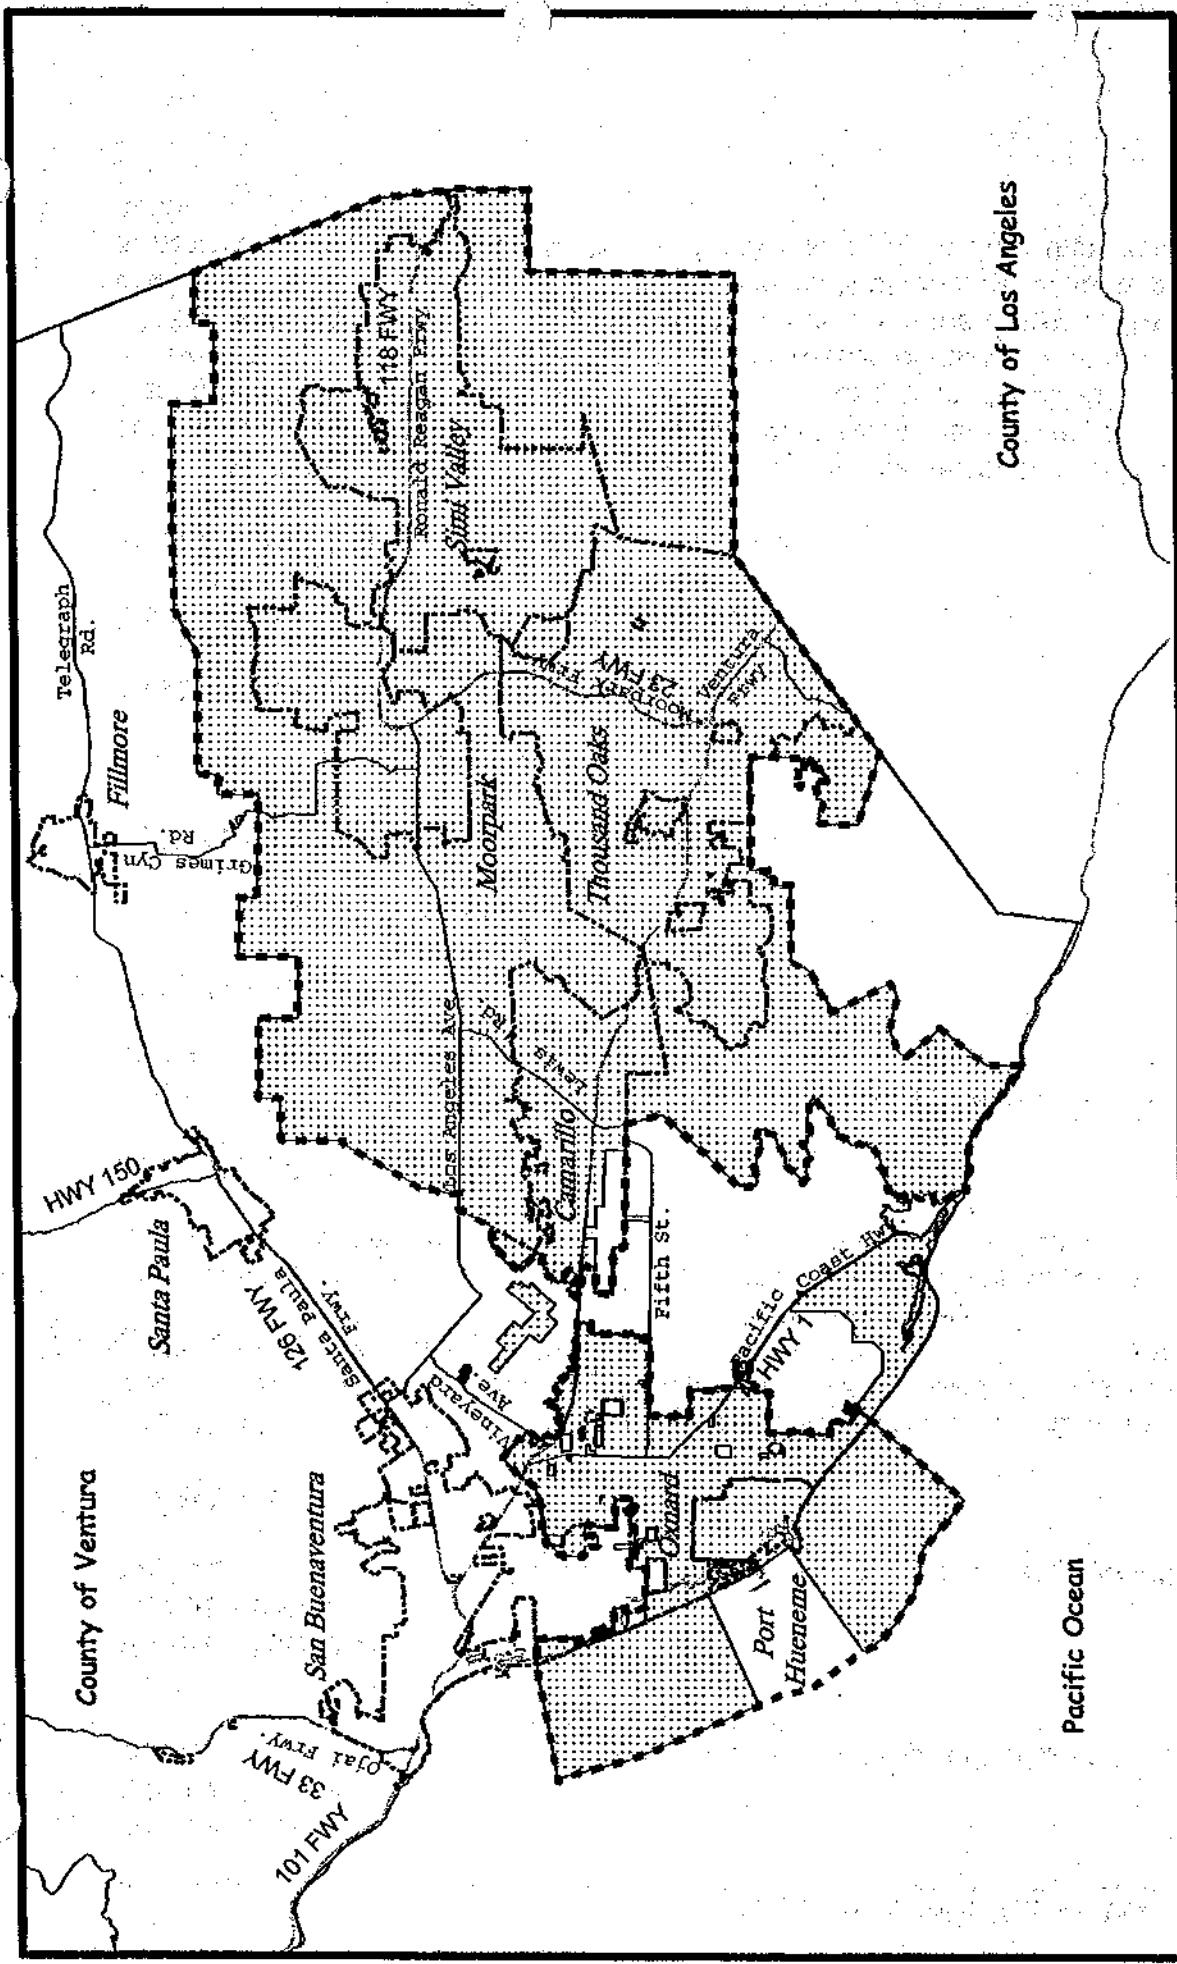 County of Ventura
HWY 150
Telegraph
Rd.
Fillmore
Grimes Cyn
Rd.
Santa Paula
126 FWY
Santa Paula
Frwy.
San Buenaventura
33 FWY
Ojai Frwy.
101 FWY
Vineyard
Ave.
Los Angeles Ave
118 FWY
Ronald Reagan Frwy
Simi Valley
Moorpark
Moorpark Frwy
23 FWY
Ventura
Frwy
Thousand Oaks
Lewis Rd.
Camarillo
Fifth St.
Pacific Coast Hwy
HWY 1
Oxnard
Port
Hueneme
Pacific Ocean
County of Los Angeles